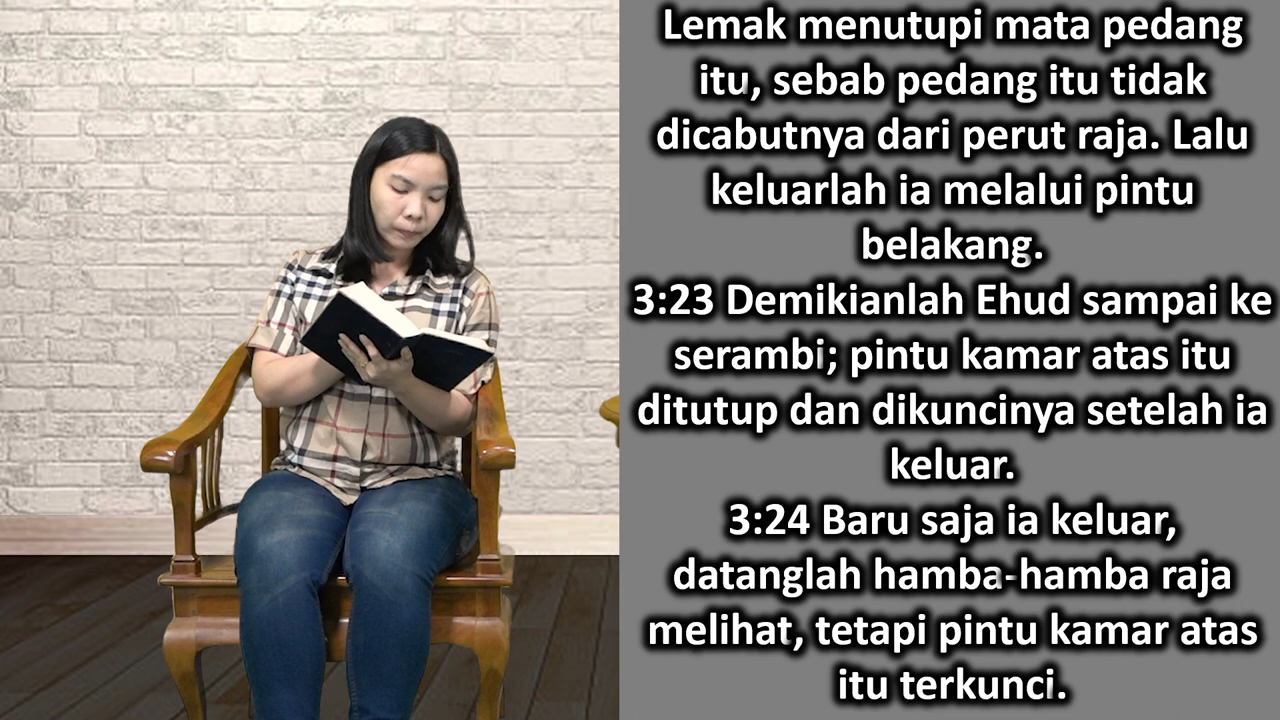 Lemak menutupi mata pedang
itu, sebab pedang itu tidak
dicabutnya dari perut raja. Lalu
keluarlah ia melalui pintu
belakang.
3:23 Demikianlah Ehud sampai ke
serambi; pintu kamar atas itu
ditutup dan dikuncinya setelah ia
keluar.
3:24 Baru saja ia keluar,
datanglah hamba-hamba raja
melihat, tetapi pintu kamar atas
itu terkunci.